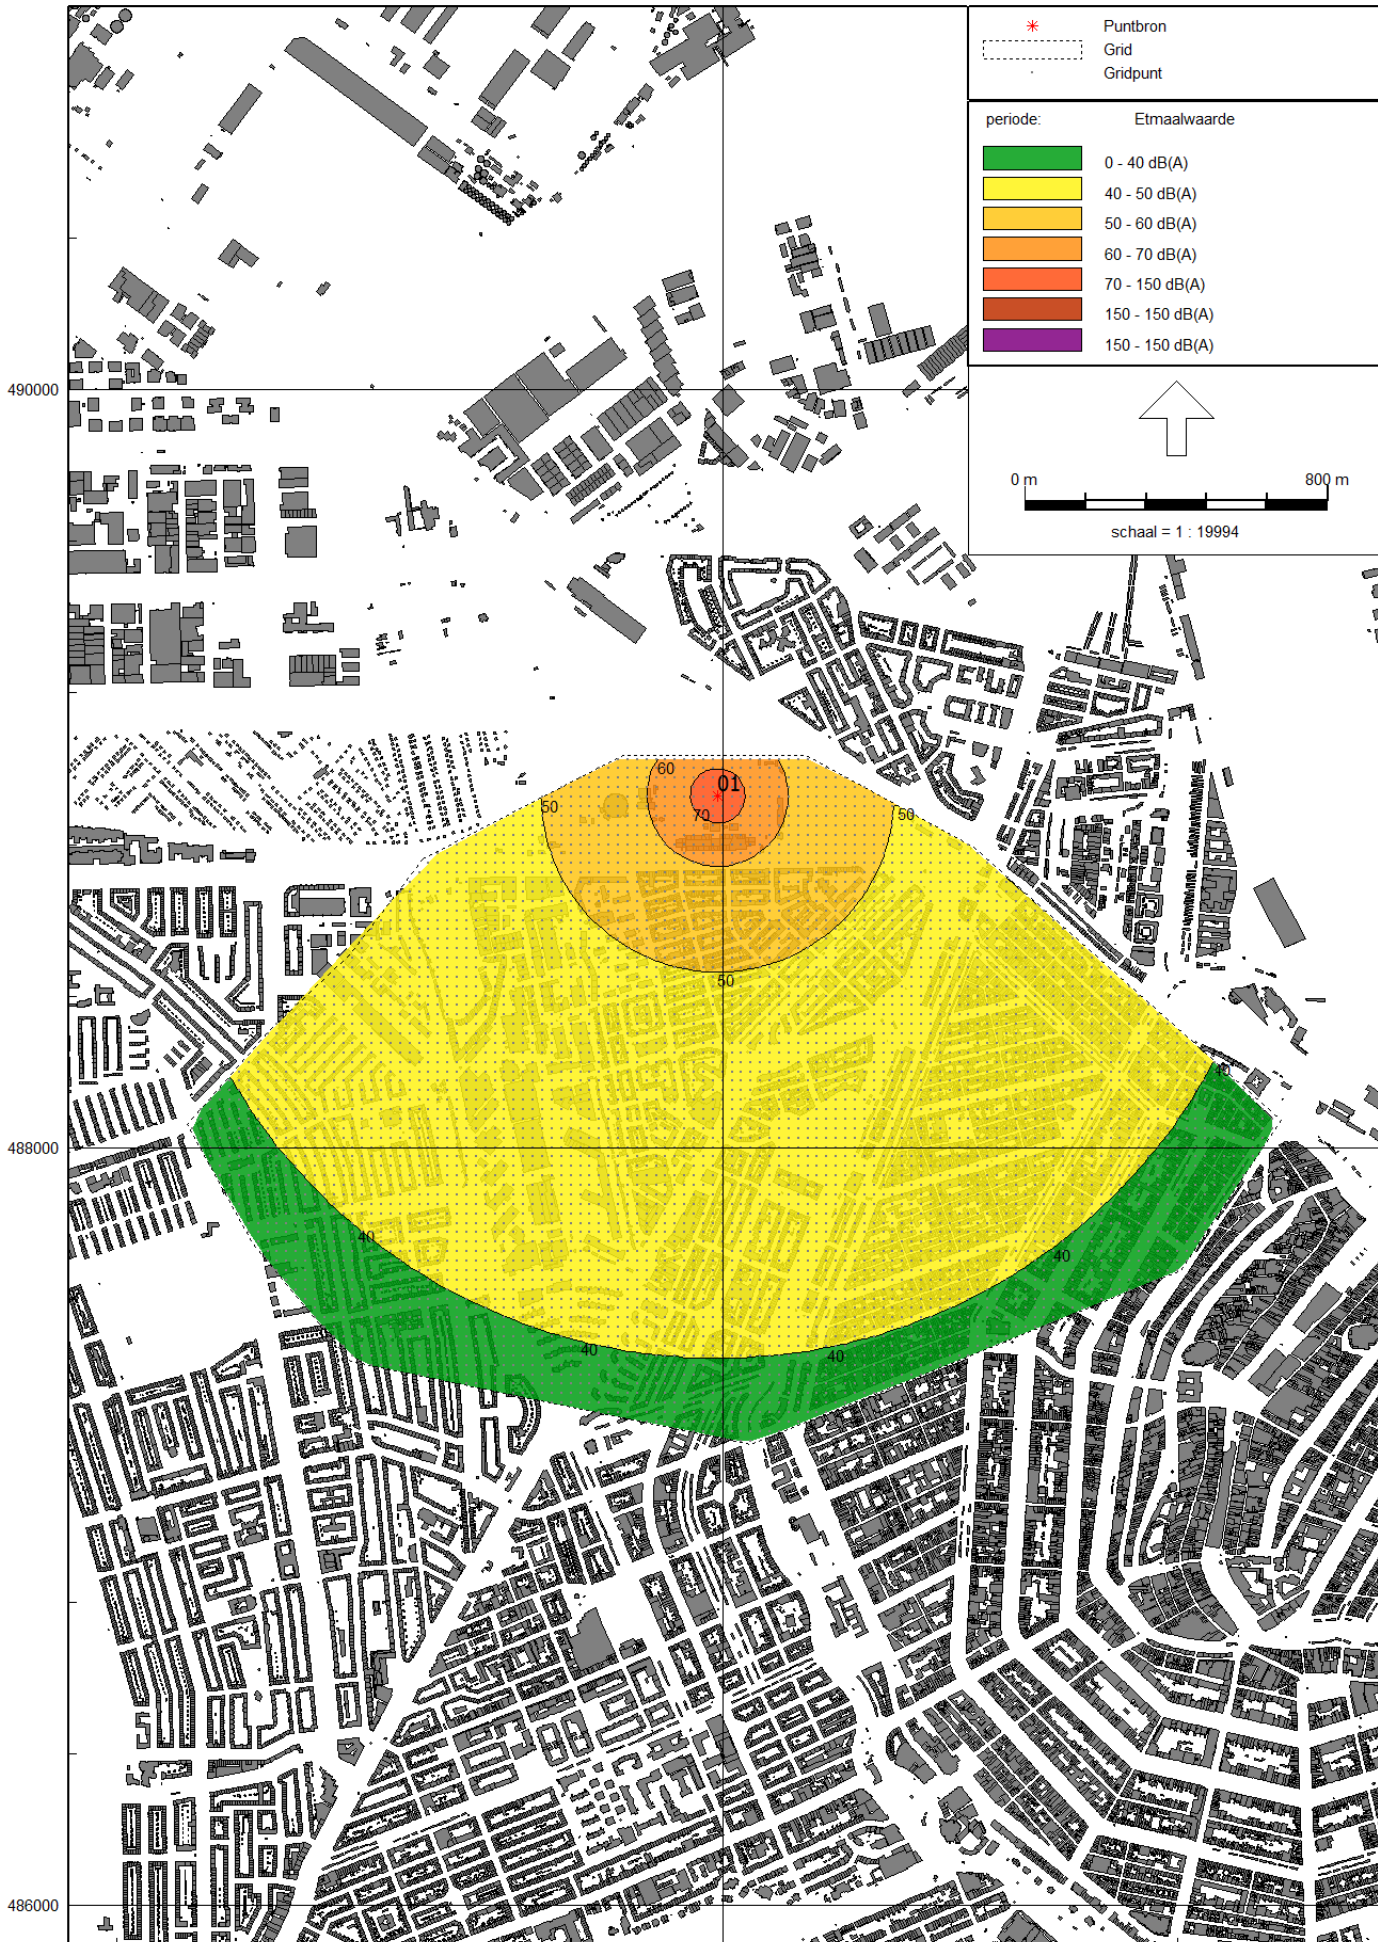 Puntbron
Grid
Gridpunt
periode: Etmaalwaarde
0 - 40 dB(A)
40 - 50 dB(A)
50 - 60 dB(A)
60 - 70 dB(A)
70 - 150 dB(A)
150 - 150 dB(A)
150 - 150 dB(A)
490000
0 m 800 m
schaal = 1 : 19994
60
01
50
70
50
50
40
488000
40
40
40
40
486000